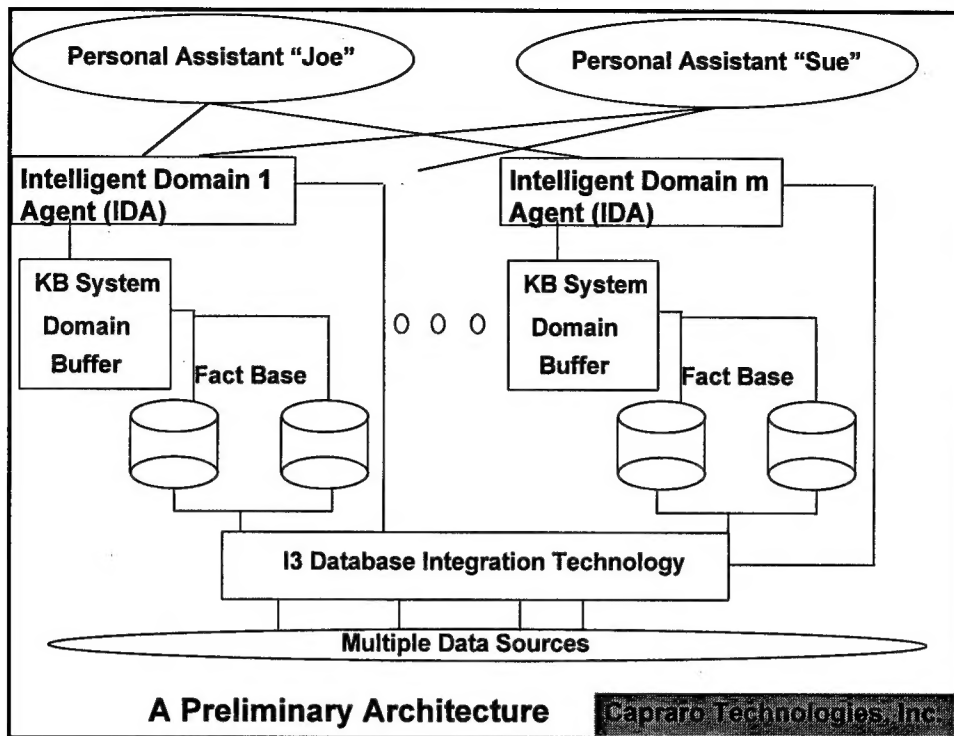 Personal Assistant "Joe"
Personal Assistant "Sue"
Intelligent Domain 1
Agent (IDA)
Intelligent Domain m
Agent (IDA)
KB System
Domain
Buffer
Fact Base
KB System
Domain
Buffer
Fact Base
I3 Database Integration Technology
Multiple Data Sources
A Preliminary Architecture
Capraro Technologies, Inc.